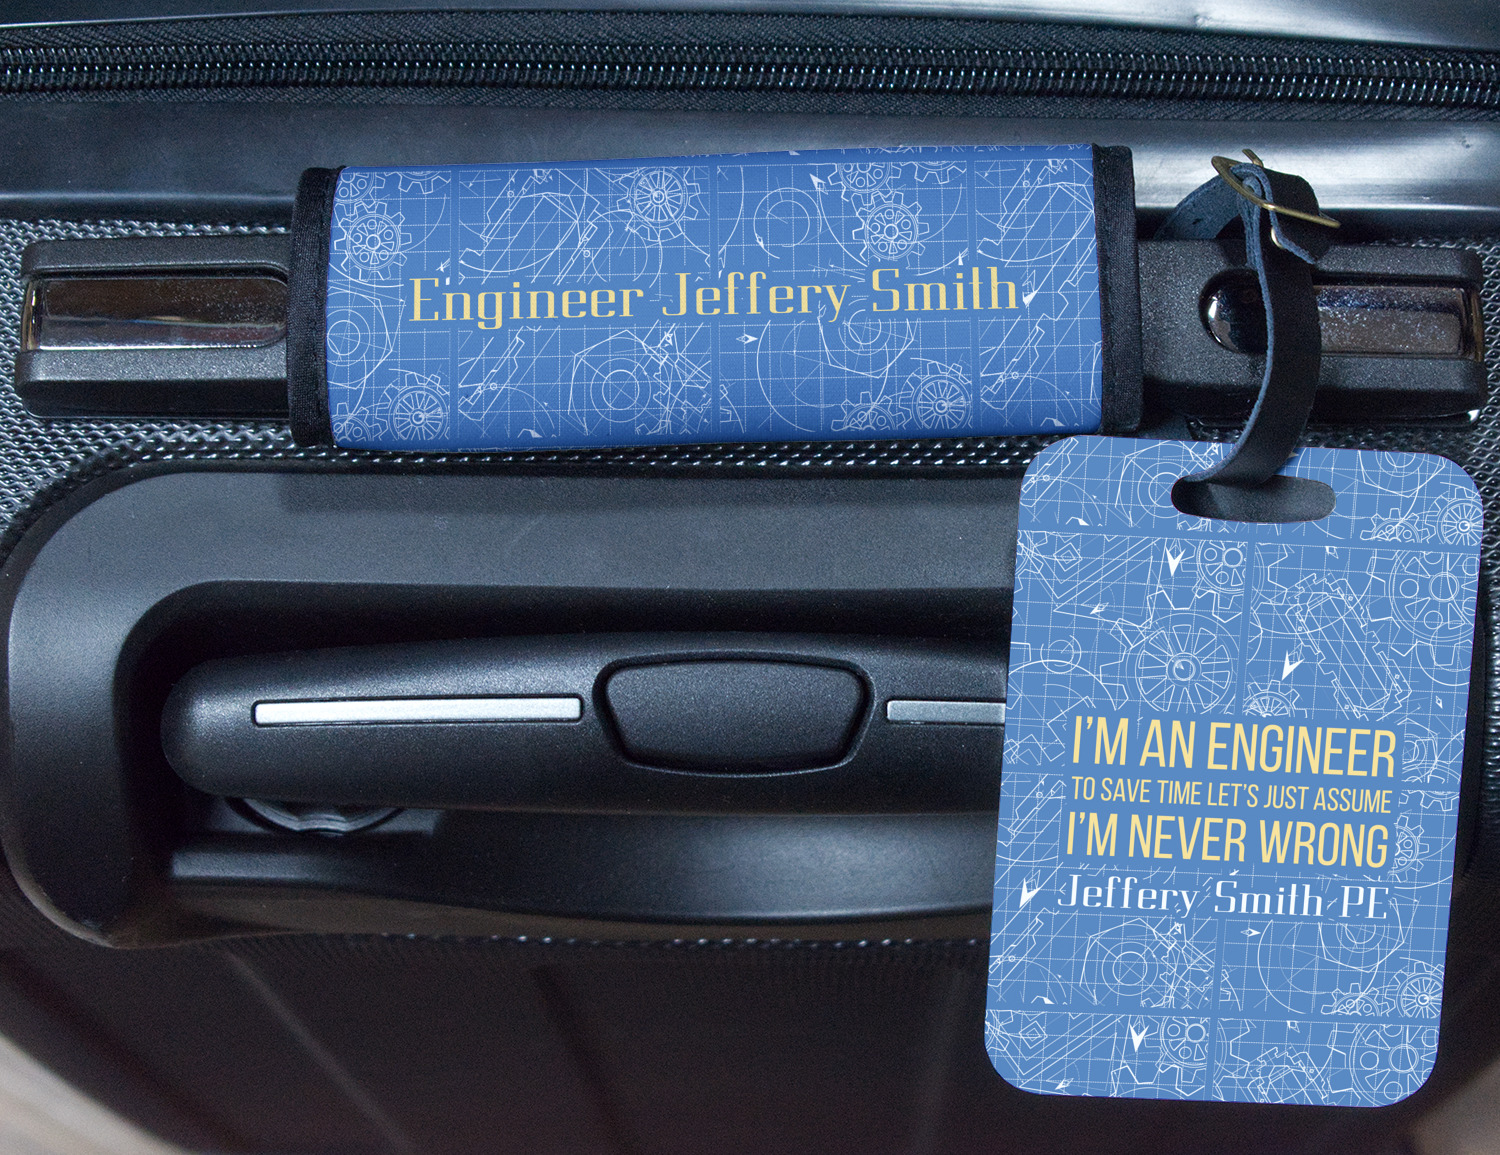 Engineer Jeffery Smith
I'M AN ENGINEER
TO SAVE TIME LET'S JUST ASSUME
I'M NEVER WRONG
Jeffery Smith PE